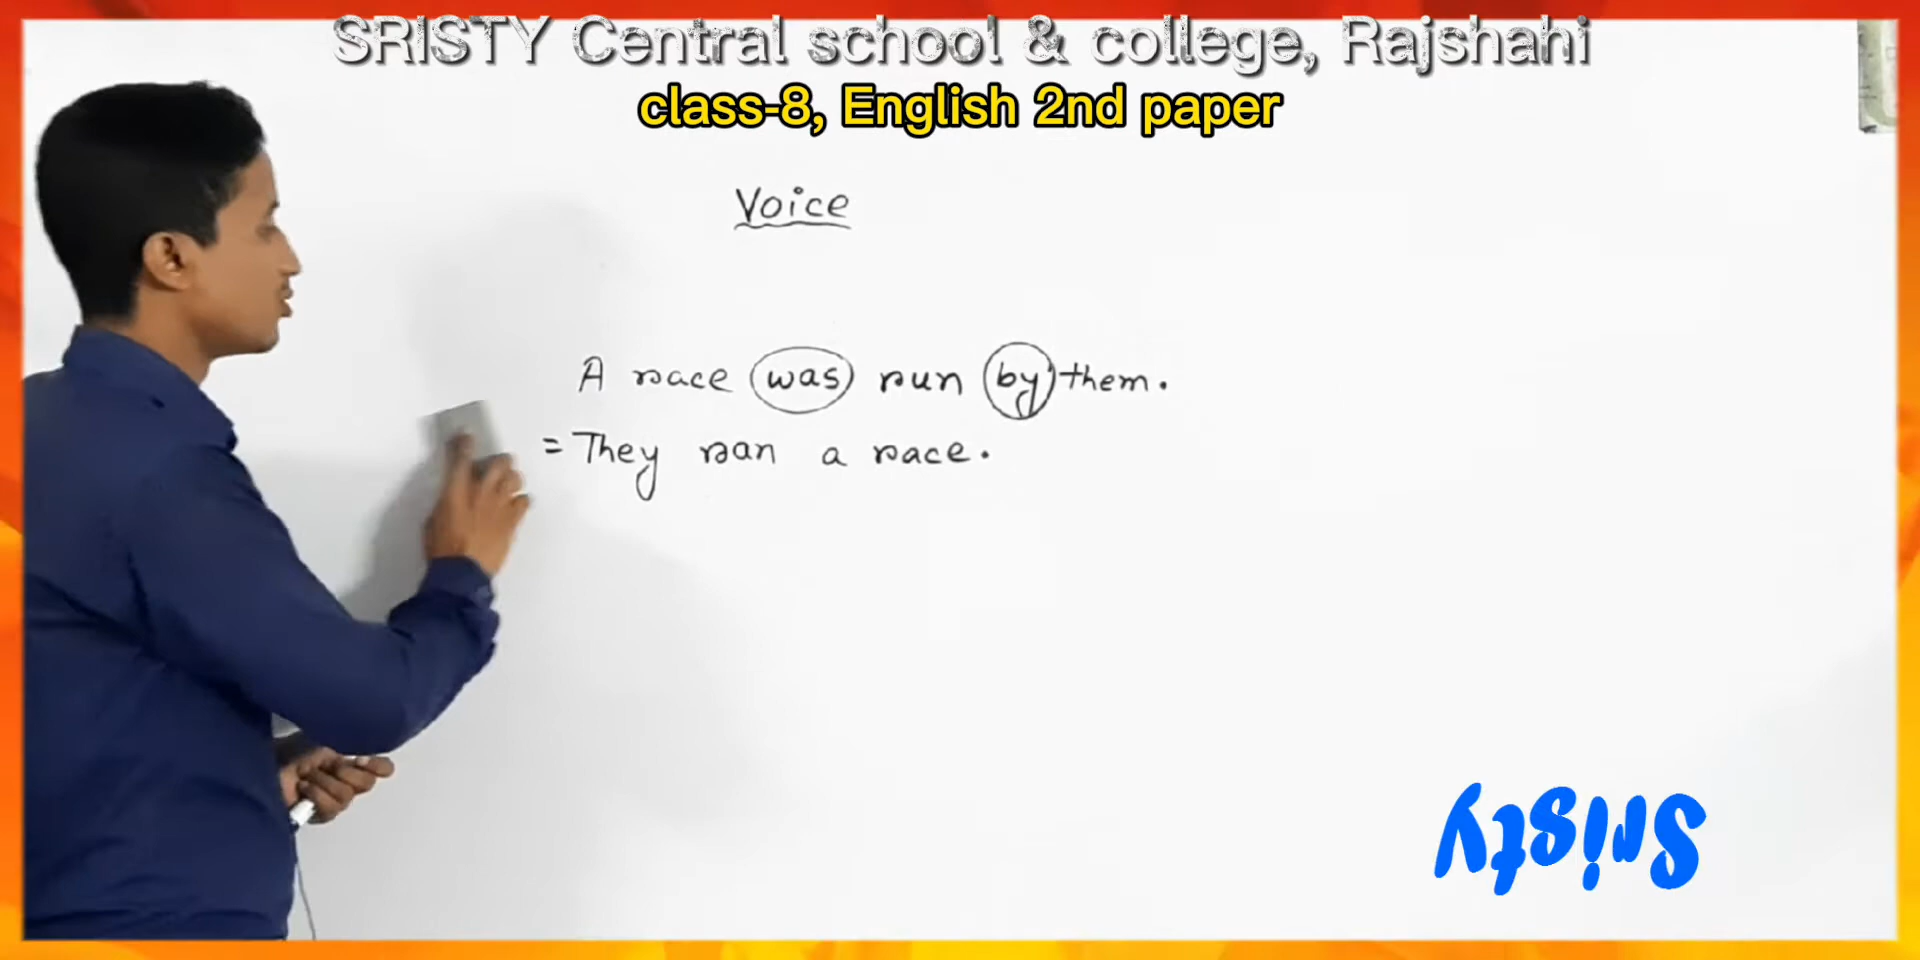 SRISTY Central school & college, Rajshahi
class-8, English 2nd paper
Voice
A race was run by them.
= They ran a race.
Sristy